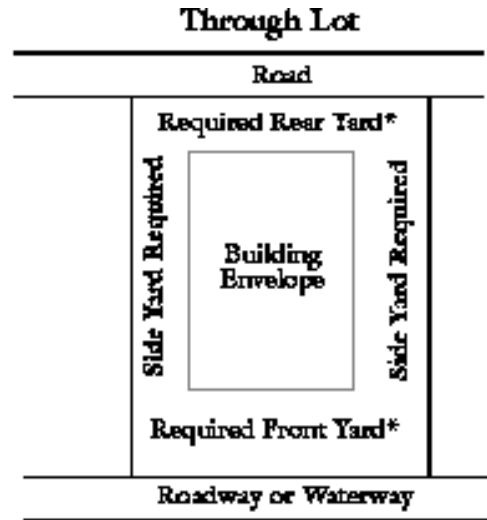 Through Lot
Road
Required Rear Yard*
Side Yard Required
Building
Envelope
Side Yard Required
Required Front Yard*
Roadway or Waterway